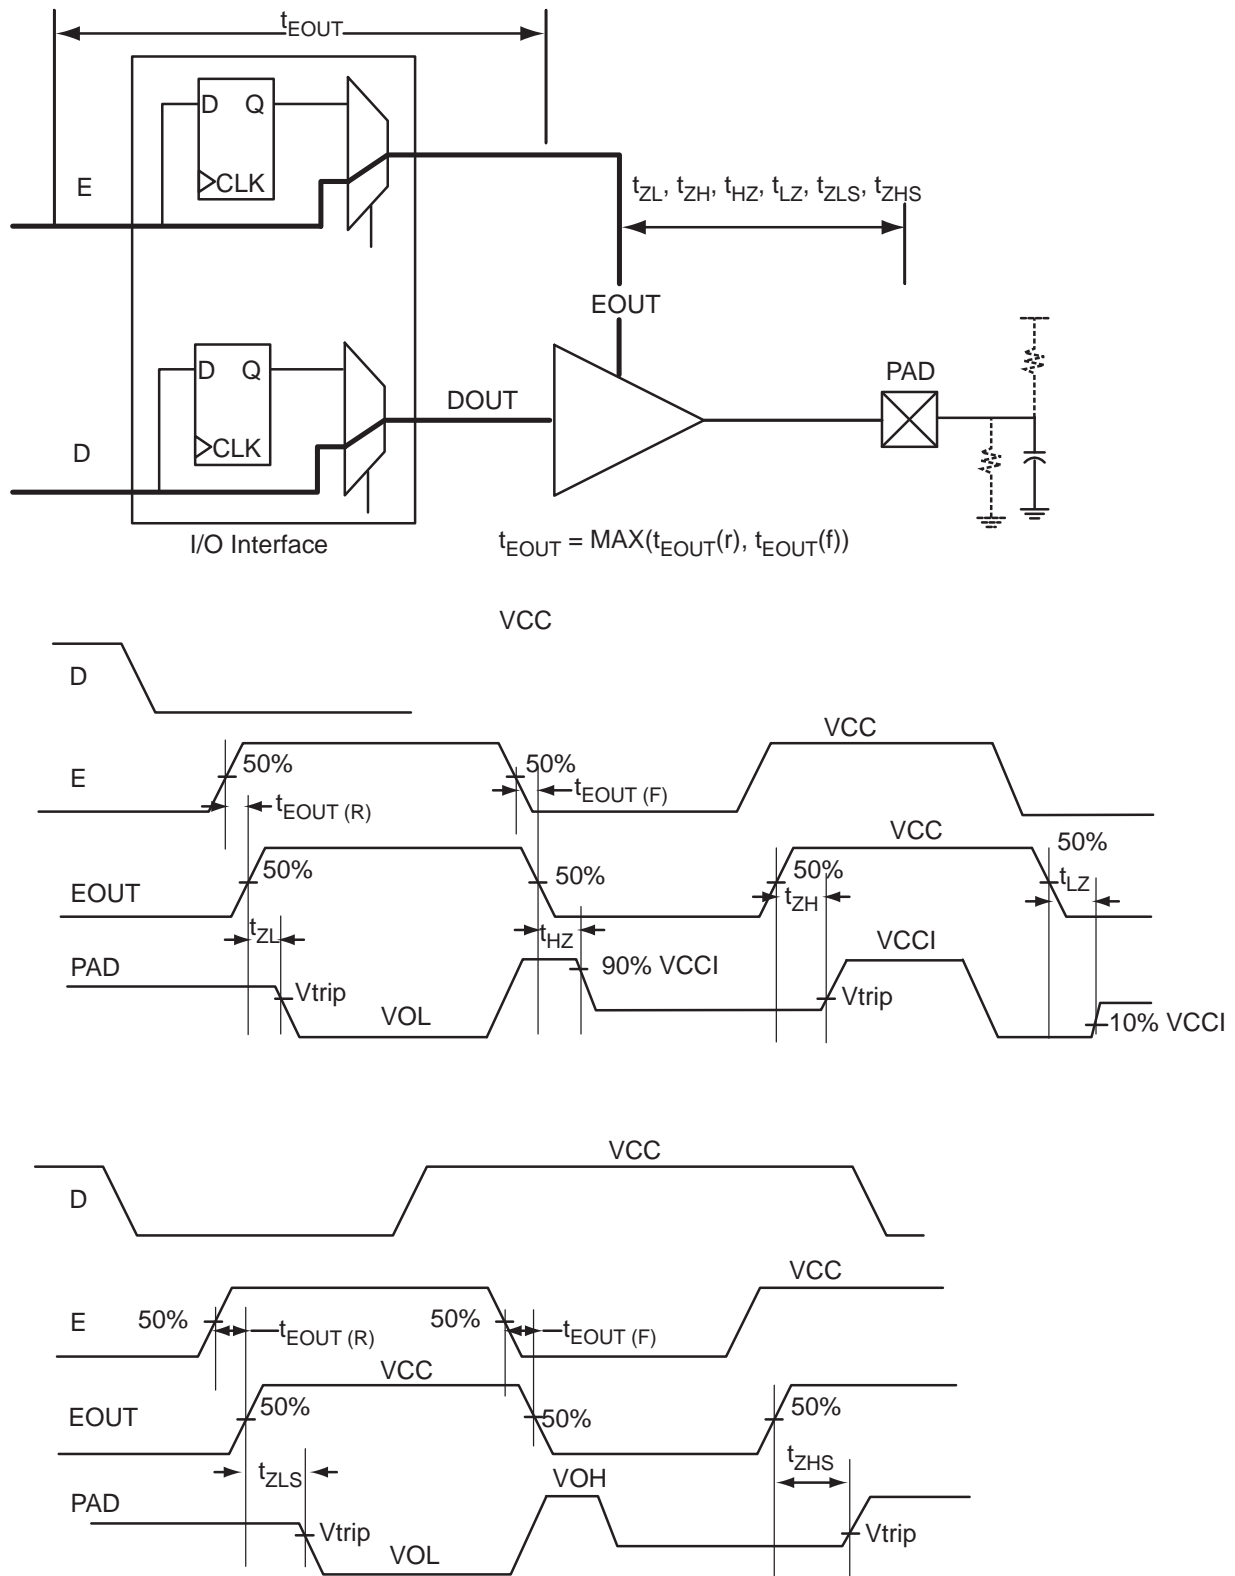 tEOUT
D Q
CLK
E
tZL, tZH, tHZ, tLZ, tZLS, tZHS
EOUT
D Q
CLK
D
DOUT
PAD
I/O Interface
tEOUT = MAX(tEOUT(r), tEOUT(f))
VCC
D
VCC
E
50%
50%
tEOUT (R)
tEOUT (F)
VCC
50%
EOUT
50%
50%
50%
tZL
tHZ
tZH
tLZ
PAD
VCCI
90% VCCI
Vtrip
VOL
Vtrip
10% VCCI
VCC
D
VCC
E
50%
tEOUT (R)
50%
tEOUT (F)
VCC
EOUT
50%
50%
50%
tZLS
tZHS
VOH
PAD
Vtrip
VOL
Vtrip